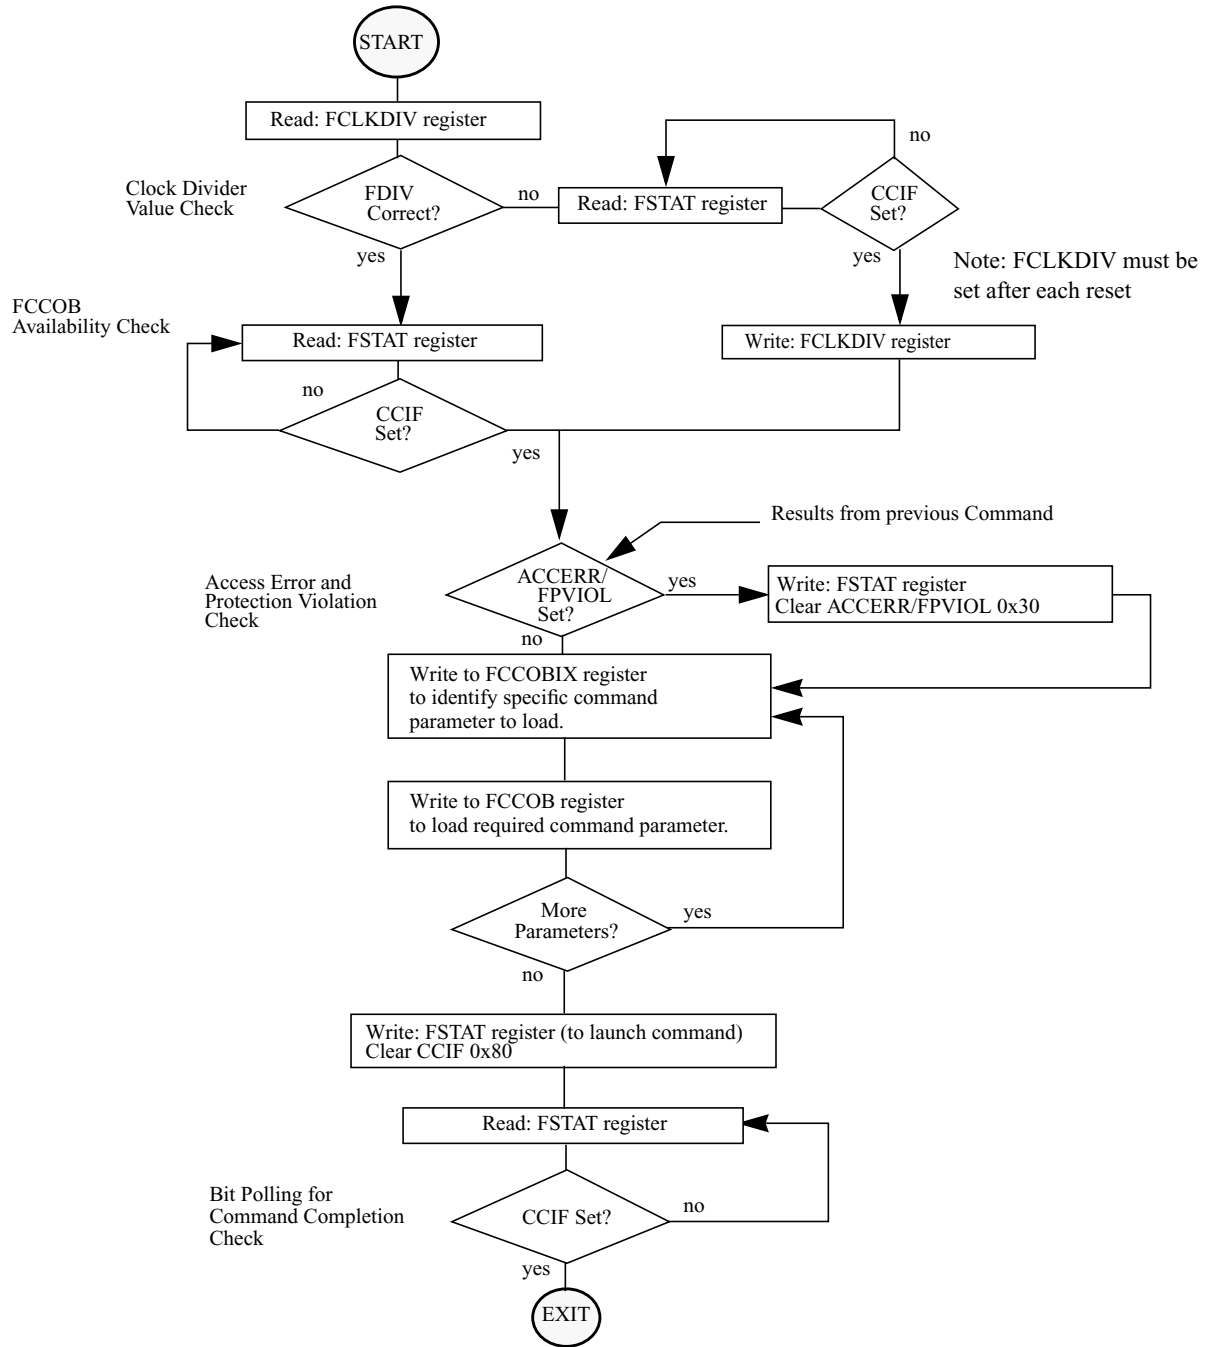 START
Read: FCLKDIV register
no
Clock Divider
Value Check
FDIV
Correct?
no
Read: FSTAT register
CCIF
Set?
yes
yes
Note: FCLKDIV must be
set after each reset
FCCOB
Availability Check
Read: FSTAT register
Write: FCLKDIV register
no
CCIF
Set?
yes
Results from previous Command
Access Error and
Protection Violation
Check
ACCERR/
FPVIOL
Set?
yes
Write: FSTAT register
Clear ACCERR/FPVIOL 0x30
no
Write to FCCOBIX register
to identify specific command
parameter to load.
Write to FCCOB register
to load required command parameter.
More
Parameters?
yes
no
Write: FSTAT register (to launch command)
Clear CCIF 0x80
Read: FSTAT register
Bit Polling for
Command Completion
Check
CCIF Set?
no
yes
EXIT